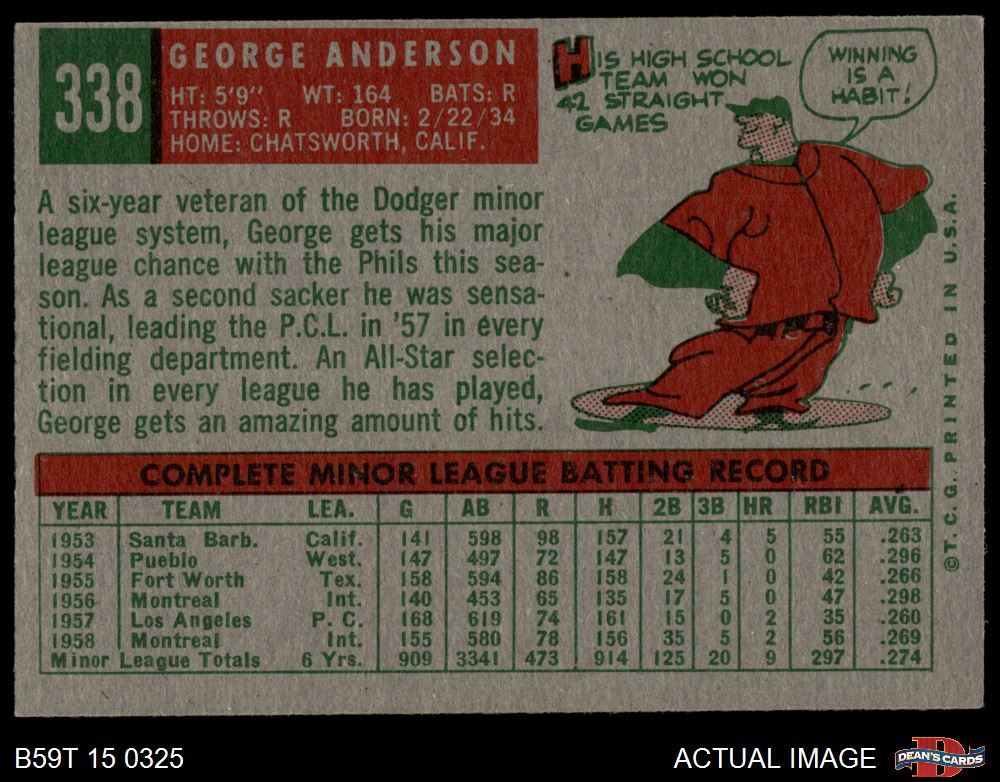 338
GEORGE ANDERSON
HT: 5'9" WT: 164 BATS: R
THROWS: R BORN: 2/22/34
HOME: CHATSWORTH, CALIF.
HIS HIGH SCHOOL
TEAM WON
42 STRAIGHT
GAMES
WINNING
IS A
HABIT!
A six-year veteran of the Dodger minor
league system, George gets his major
league chance with the Phils this sea-
son. As a second sacker he was sensa-
tional, leading the P.C.L. in '57 in every
fielding department. An All-Star selec-
tion in every league he has played,
George gets an amazing amount of hits.
COMPLETE MINOR LEAGUE BATTING RECORD
YEAR TEAM LEA. G AB R H 2B 3B HR RBI AVG.
1953 Santa Barb. Calif. 141 598 98 157 21 4 5 55 .263
1954 Pueblo West. 147 497 72 147 13 5 0 62 .296
1955 Fort Worth Tex. 158 594 86 158 24 1 0 42 .266
1956 Montreal Int. 140 453 65 135 17 5 0 47 .298
1957 Los Angeles P. C. 168 619 74 161 15 0 2 35 .260
1958 Montreal Int. 155 580 78 156 35 5 2 56 .269
Minor League Totals 6 Yrs. 909 3341 473 914 125 20 9 297 .274
©T. C. G. PRINTED IN U.S.A.
B59T 15 0325
ACTUAL IMAGE
D
DEAN'S CARDS